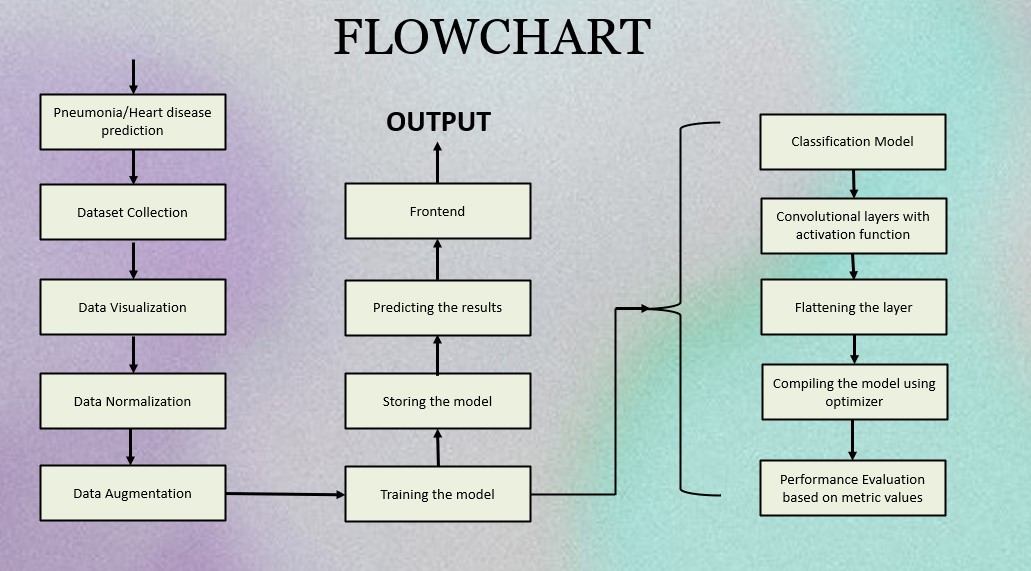 FLOWCHART
Pneumonia/Heart disease
prediction
Dataset Collection
Data Visualization
Data Normalization
Data Augmentation
OUTPUT
Frontend
Predicting the results
Storing the model
Training the model
Classification Model
Convolutional layers with
activation function
Flattening the layer
Compiling the model using
optimizer
Performance Evaluation
based on metric values